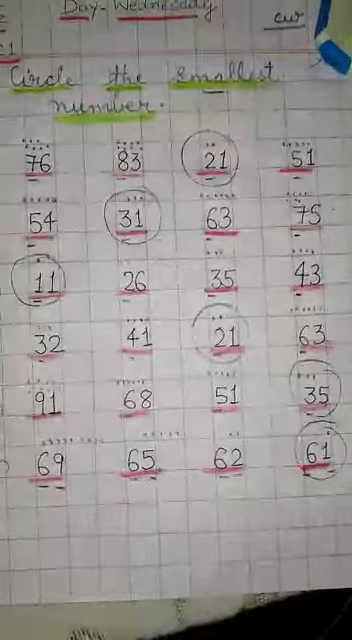 Day- Wednesday
cw
Circle the smallest
number.
76 83 21 51
54 31 63 75
11 26 35 43
32 41 21 63
91 68 51 35
69 65 62 61